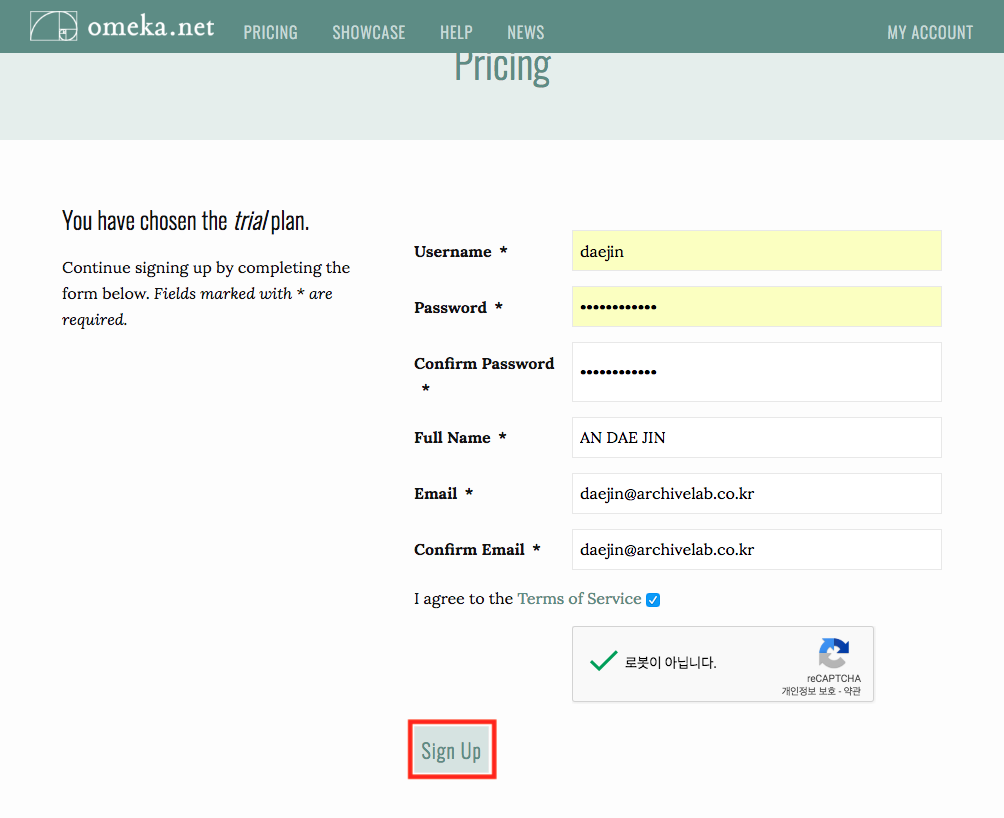 omeka.net PRICING SHOWCASE HELP NEWS MY ACCOUNT
Pricing
You have chosen the trial plan.
Continue signing up by completing the
form below. Fields marked with * are
required.
Username * daejin
Password * ••••••••••••
Confirm Password
* ••••••••••••
Full Name * AN DAE JIN
Email * daejin@archivelab.co.kr
Confirm Email * daejin@archivelab.co.kr
I agree to the Terms of Service
로봇이 아닙니다.
reCAPTCHA
개인정보 보호 - 약관
Sign Up